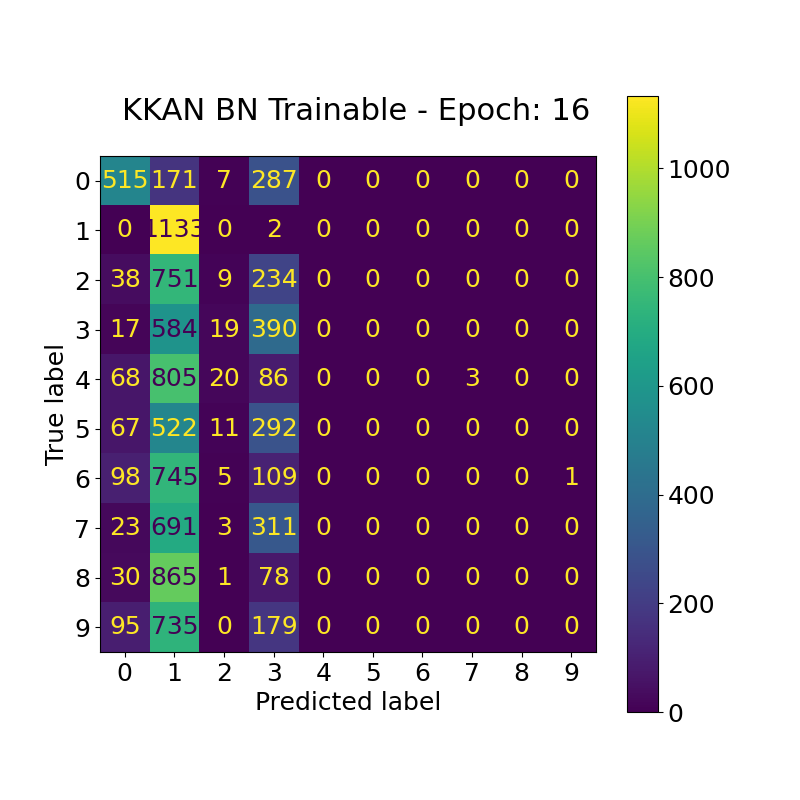 KKAN BN Trainable - Epoch: 16
0 515 171 7 287 0 0 0 0 0 0
1 0 1133 0 2 0 0 0 0 0 0
2 38 751 9 234 0 0 0 0 0 0
3 17 584 19 390 0 0 0 0 0 0
4 68 805 20 86 0 0 0 3 0 0
5 67 522 11 292 0 0 0 0 0 0
6 98 745 5 109 0 0 0 0 0 1
7 23 691 3 311 0 0 0 0 0 0
8 30 865 1 78 0 0 0 0 0 0
9 95 735 0 179 0 0 0 0 0 0
0 1 2 3 4 5 6 7 8 9
Predicted label
True label
1000
800
600
400
200
0